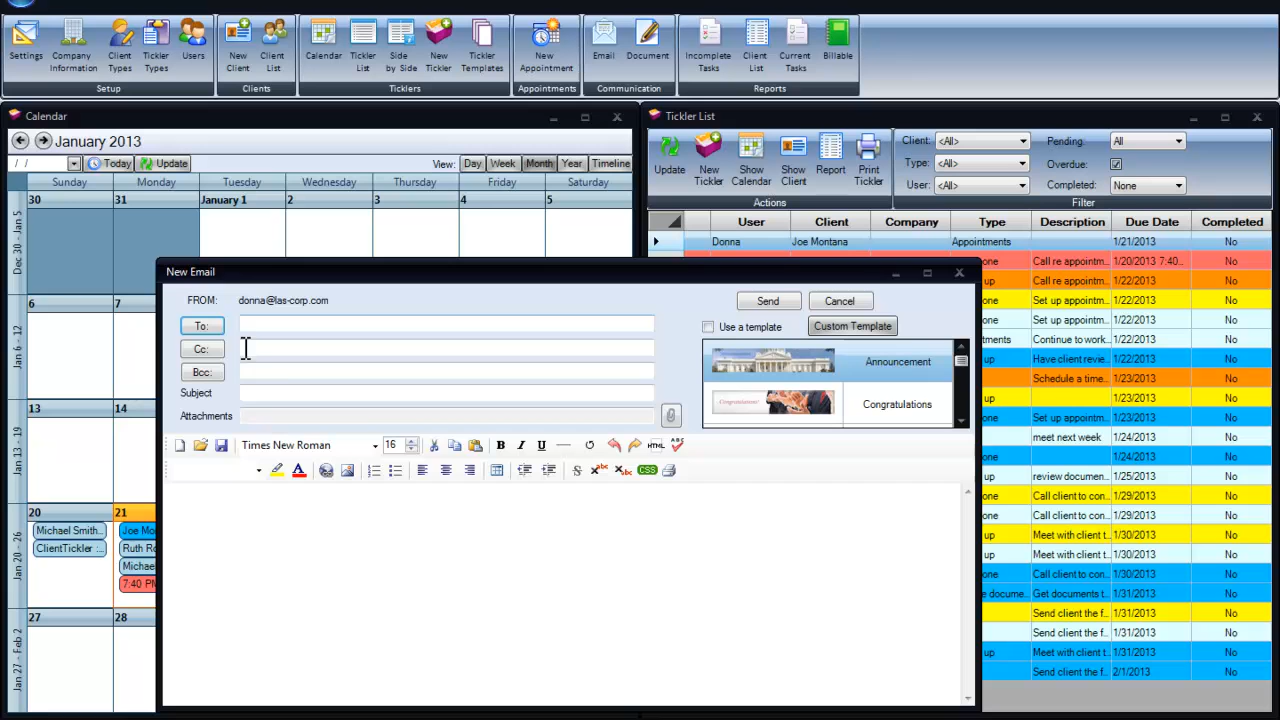 Settings Company Information Client Types Tickler Types Users New Client Client List Calendar Tickler List Side by Side New Tickler Tickler Templates New Appointment Email Document Incomplete Tasks Client List Current Tasks Billable
Setup Clients Ticklers Appointments Communication Reports
Calendar
January 2013
/ / Today Update View: Day Week Month Year Timeline
Sunday Monday Tuesday Wednesday Thursday Friday Saturday
Dec 30 - Jan 5
30 31 January 1 2 3 4 5
Jan 6 - 12
6 7
Jan 13 - 19
13 14
Jan 20 - 26
20 21
Michael Smith... Joe Mo
ClientTickler :... Ruth Ro
Michae
7:40 PM
Jan 27 - Feb 2
27 28
Tickler List
Update New Tickler Show Calendar Show Client Report Print Tickler
Actions
Client: <All> Pending: All
Type: <All> Overdue:
User: <All> Completed: None
Filter
User Client Company Type Description Due Date Completed
Donna Joe Montana Appointments 1/21/2013 No
one Call re appointm... 1/20/2013 7:40... No
up Call re appointm... 1/22/2013 No
one Set up appointm... 1/22/2013 No
one Set up appointm... 1/22/2013 No
tments Continue to work... 1/22/2013 No
up Have client revie... 1/22/2013 No
Schedule a time... 1/23/2013 No
up 1/23/2013 No
one Set up appointm... 1/23/2013 No
meet next week 1/24/2013 No
one 1/24/2013 No
up review documen... 1/25/2013 No
one Call client to con... 1/29/2013 No
one Call client to con... 1/29/2013 No
up Meet with client t... 1/30/2013 No
up Meet with client t... 1/30/2013 No
one Call client to con... 1/30/2013 No
e docume... Get documents t... 1/31/2013 No
Send client the f... 1/31/2013 No
Send client the f... 1/31/2013 No
up Meet with client t... 1/31/2013 No
Send client the f... 2/1/2013 No
New Email
FROM: donna@las-corp.com Send Cancel
To: Use a template Custom Template
Cc:
Bcc:
Subject
Attachments
Announcement
Congratulations! Congratulations
Times New Roman 16 B I U HTML ABC
A S abc abc CSS